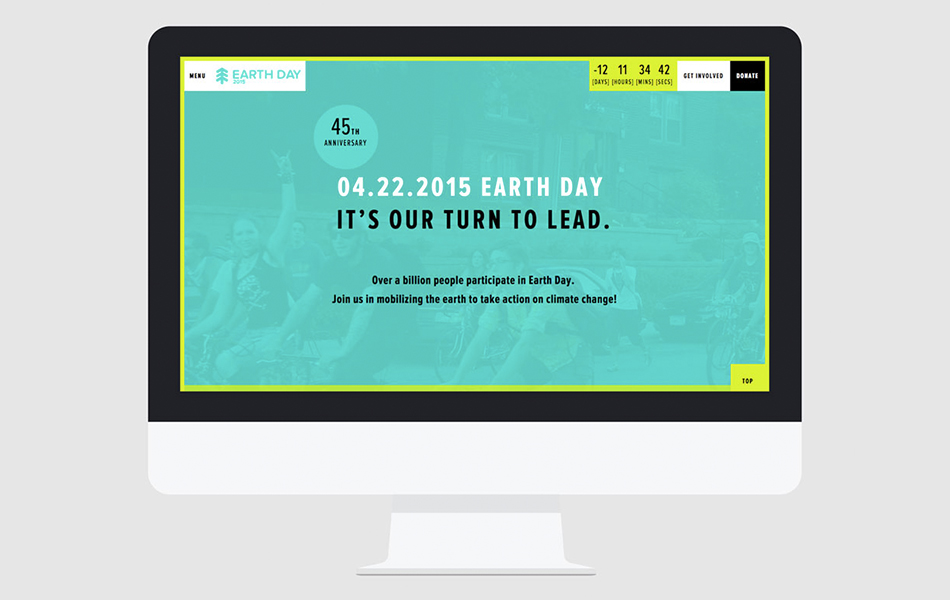 MENU
EARTH DAY
2015
-12 11 34 42
[DAYS] [HOURS] [MINS] [SECS]
GET INVOLVED
DONATE
45TH
ANNIVERSARY
04.22.2015 EARTH DAY
IT'S OUR TURN TO LEAD.
Over a billion people participate in Earth Day.
Join us in mobilizing the earth to take action on climate change!
TOP